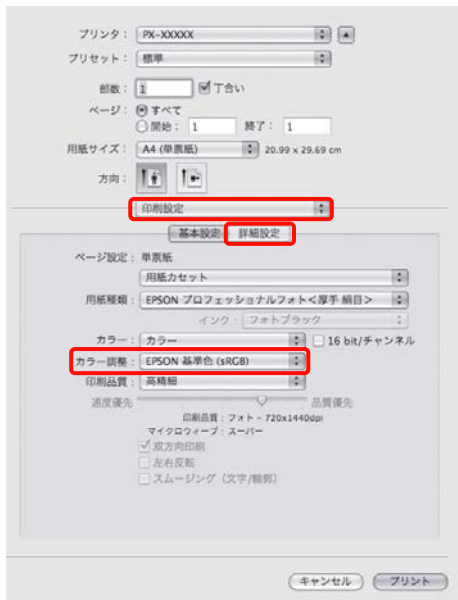 プリンタ： PX-XXXXX
プリセット： 標準
部数： 1 丁合い
ページ： すべて
開始： 1 終了： 1
用紙サイズ： A4 (単票紙) 20.99 x 29.69 cm
方向：
印刷設定
基本設定 詳細設定
ページ設定： 単票紙
用紙カセット
用紙種類： EPSON プロフェッショナルフォト<厚手 絹目>
インク： フォトブラック
カラー： カラー 16 bit/チャンネル
カラー調整： EPSON 基準色 (sRGB)
印刷品質： 高精細
速度優先 品質優先
印刷品質： フォト - 720x1440dpi
マイクロウィーブ： スーパー
双方向印刷
左右反転
スムージング（文字/輪郭）
キャンセル プリント